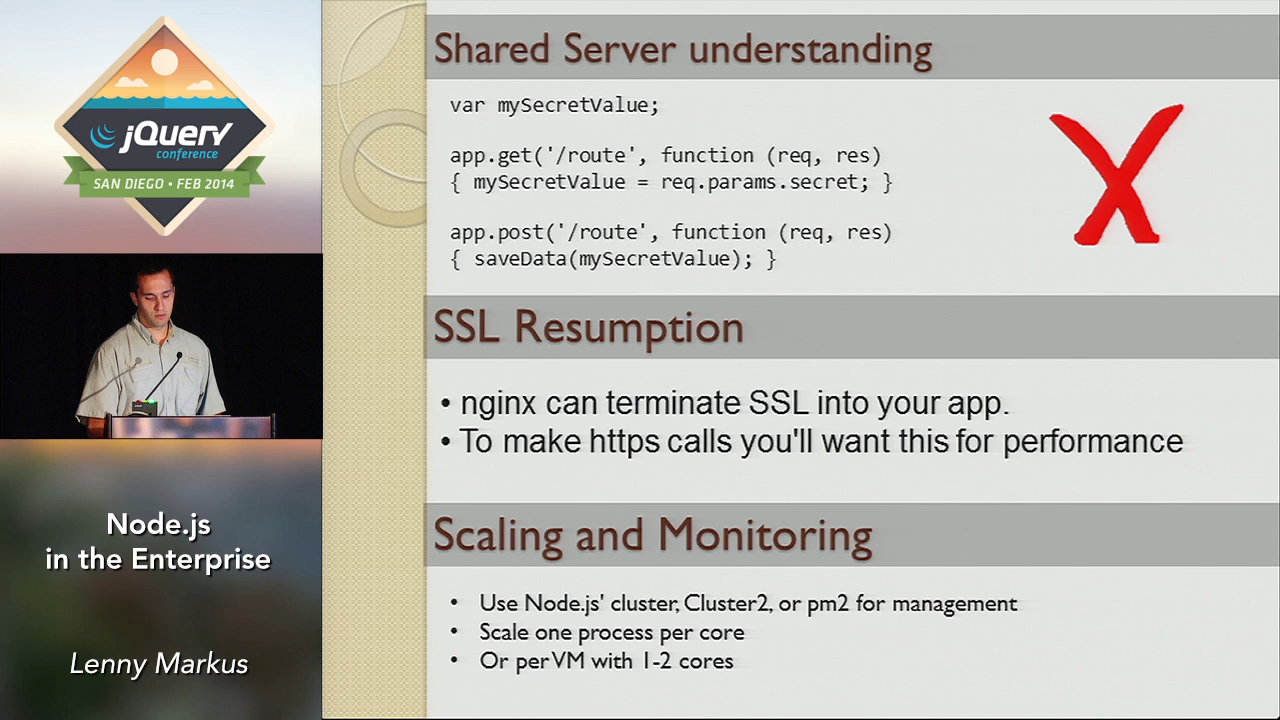 jQuery
conference
SAN DIEGO • FEB 2014
Node.js
in the Enterprise
Lenny Markus
Shared Server understanding
var mySecretValue;
app.get('/route', function (req, res)
{ mySecretValue = req.params.secret; }
app.post('/route', function (req, res)
{ saveData(mySecretValue); }
X
SSL Resumption
• nginx can terminate SSL into your app.
• To make https calls you'll want this for performance
Scaling and Monitoring
• Use Node.js' cluster, Cluster2, or pm2 for management
• Scale one process per core
• Or per VM with 1-2 cores